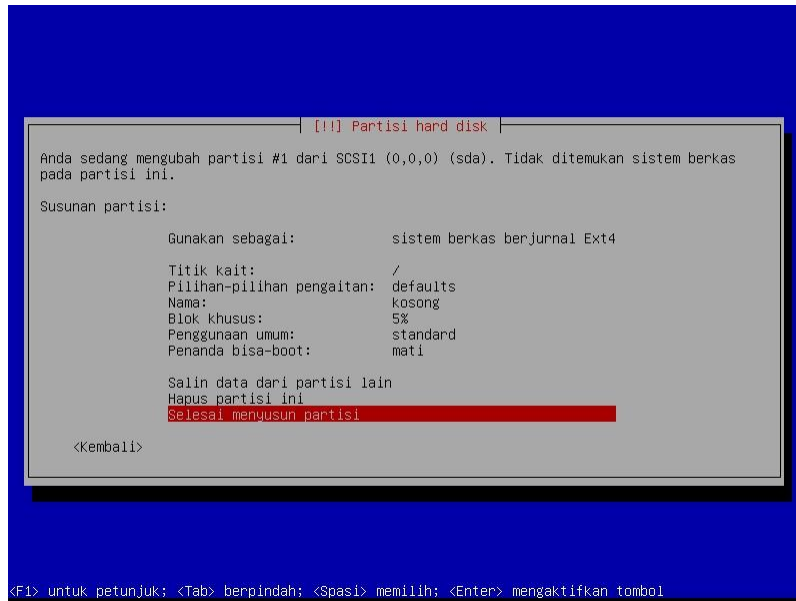 [!!] Partisi hard disk
Anda sedang mengubah partisi #1 dari SCSI1 (0,0,0) (sda). Tidak ditemukan sistem berkas
pada partisi ini.
Susunan partisi:
Gunakan sebagai: sistem berkas berjurnal Ext4
Titik kait: /
Pilihan-pilihan pengaitan: defaults
Nama: kosong
Blok khusus: 5%
Penggunaan umum: standard
Penanda bisa-boot: mati
Salin data dari partisi lain
Hapus partisi ini
Selesai menyusun partisi
<Kembali>
<F1> untuk petunjuk; <Tab> berpindah; <Spasi> memilih; <Enter> mengaktifkan tombol